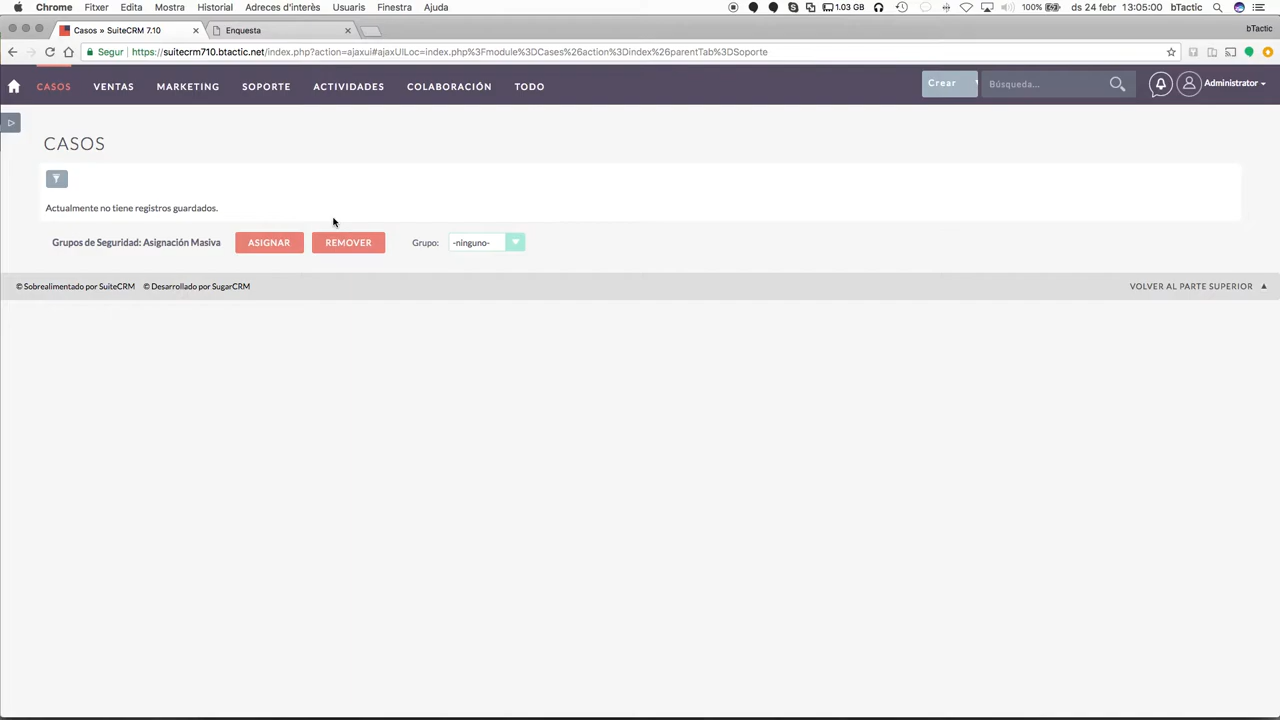 Chrome Fitxer Edita Mostra Historial Adreces d'interès Usuaris Finestra Ajuda 1.03 GB 100% ds 24 febr 13:05:00 bTactic
Casos » SuiteCRM 7.10 Enquesta bTactic
Segur https://suitecrm710.btactic.net/index.php?action=ajaxui#ajaxUILoc=index.php%3Fmodule%3DCases%26action%3Dindex%26parentTab%3DSoporte
CASOS VENTAS MARKETING SOPORTE ACTIVIDADES COLABORACIÓN TODO Crear Búsqueda... Administrator
CASOS
Actualmente no tiene registros guardados.
Grupos de Seguridad: Asignación Masiva ASIGNAR REMOVER Grupo: -ninguno-
© Sobrealimentado por SuiteCRM © Desarrollado por SugarCRM VOLVER AL PARTE SUPERIOR